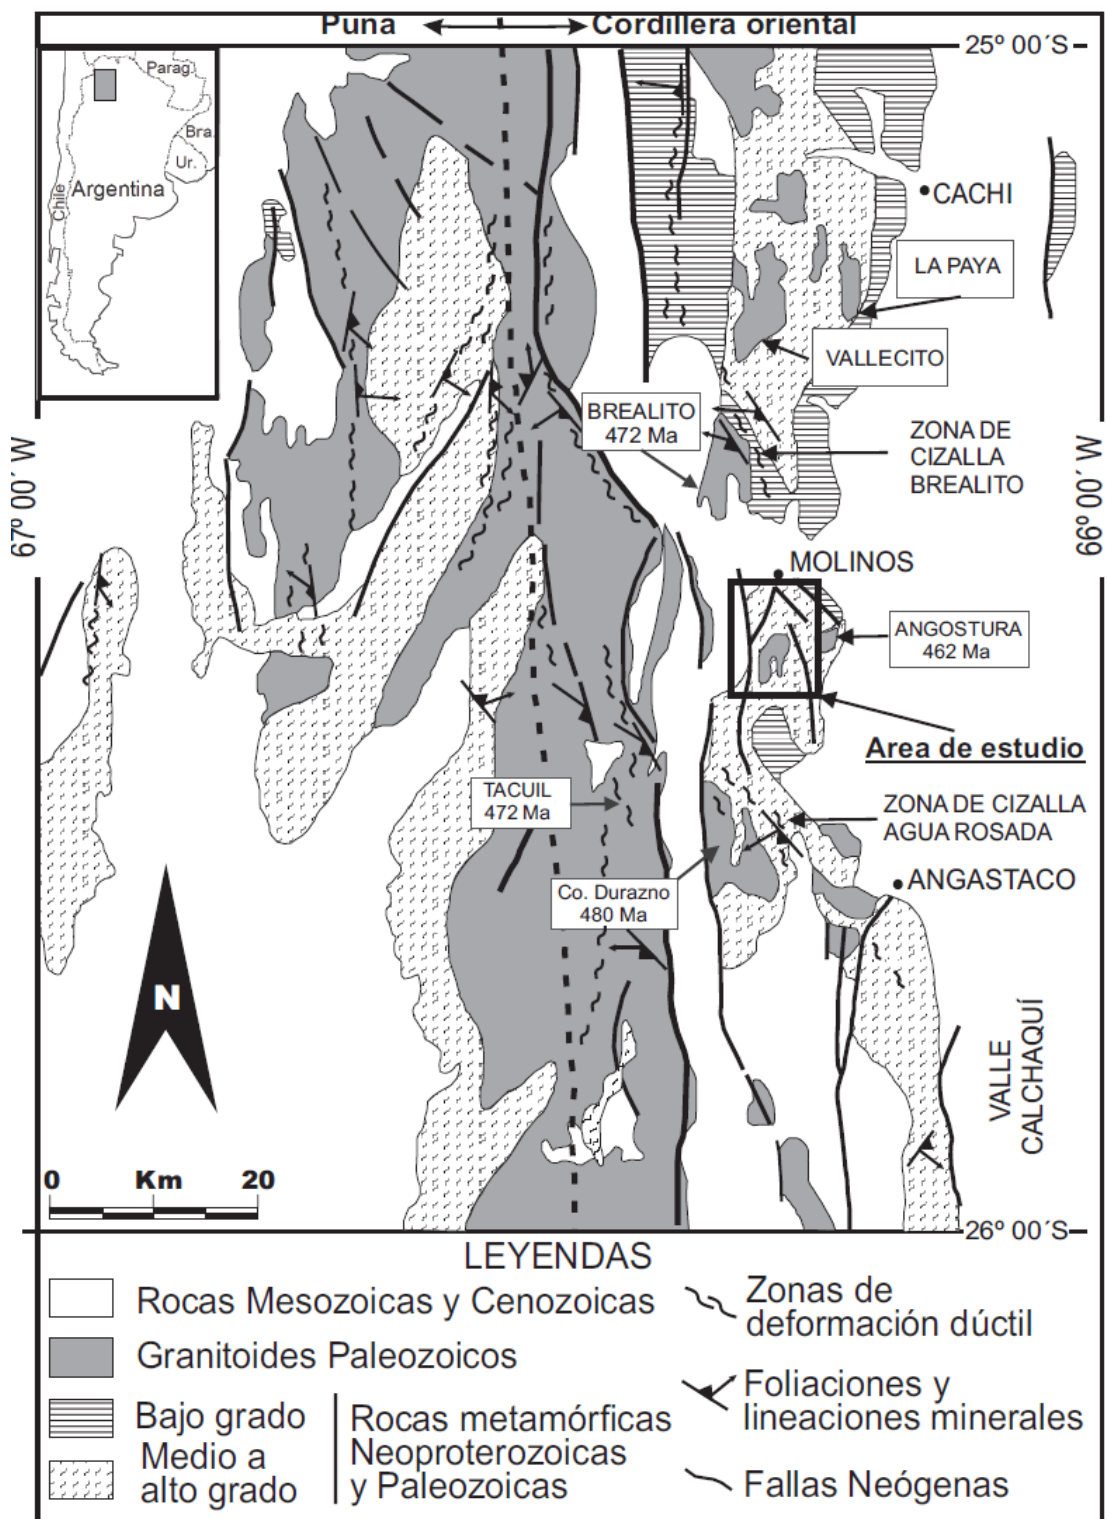 Puna
Cordillera oriental
25º 00´S
Parag.
Bra.
Ur.
Chile
Argentina
CACHI
LA PAYA
VALLECITO
BREALITO
472 Ma
ZONA DE
CIZALLA
BREALITO
67º 00´ W
66º 00´ W
MOLINOS
ANGOSTURA
462 Ma
Area de estudio
TACUIL
472 Ma
ZONA DE CIZALLA
AGUA ROSADA
Co. Durazno
480 Ma
ANGASTACO
N
VALLE
CALCHAQUÍ
0 Km 20
26º 00´S
LEYENDAS
Rocas Mesozoicas y Cenozoicas
Granitoides Paleozoicos
Bajo grado
Medio a
alto grado
Rocas metamórficas
Neoproterozoicas
y Paleozoicas
Zonas de
deformación dúctil
Foliaciones y
lineaciones minerales
Fallas Neógenas